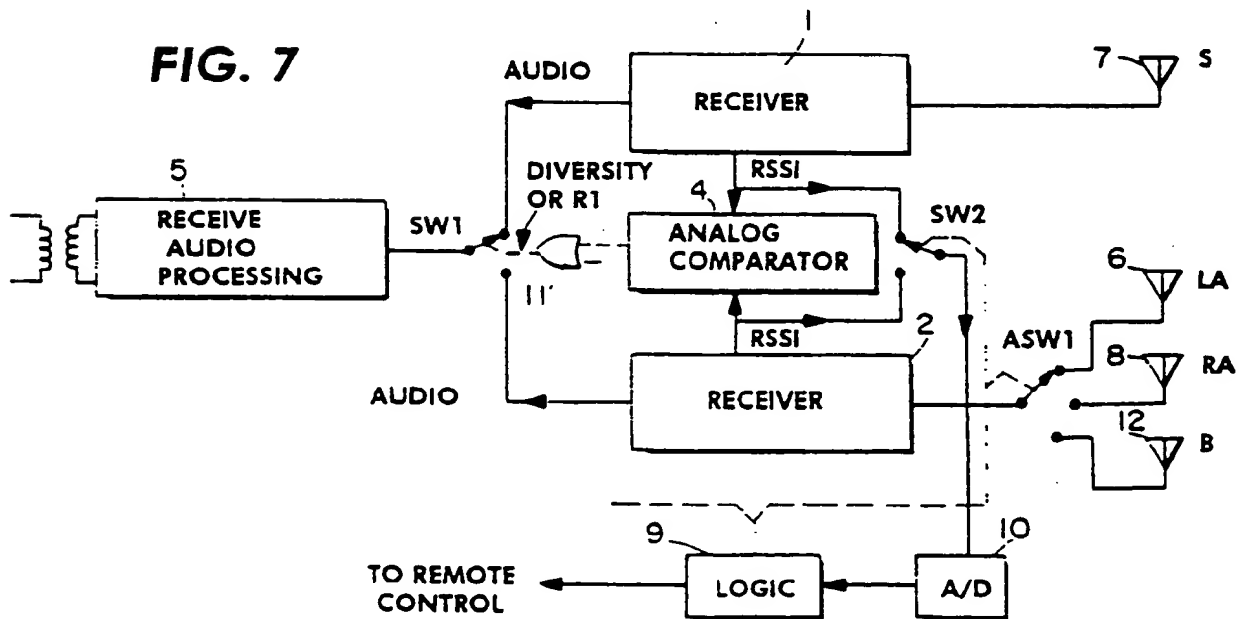 FIG. 7
1
AUDIO
RECEIVER
7
S
5
RECEIVE
AUDIO
PROCESSING
SW1
DIVERSITY
OR R1
11'
RSSI
4
ANALOG
COMPARATOR
SW2
RSSI
2
6
LA
ASW1
8
RA
AUDIO
RECEIVER
12
B
9
10
TO REMOTE
CONTROL
LOGIC
A/D